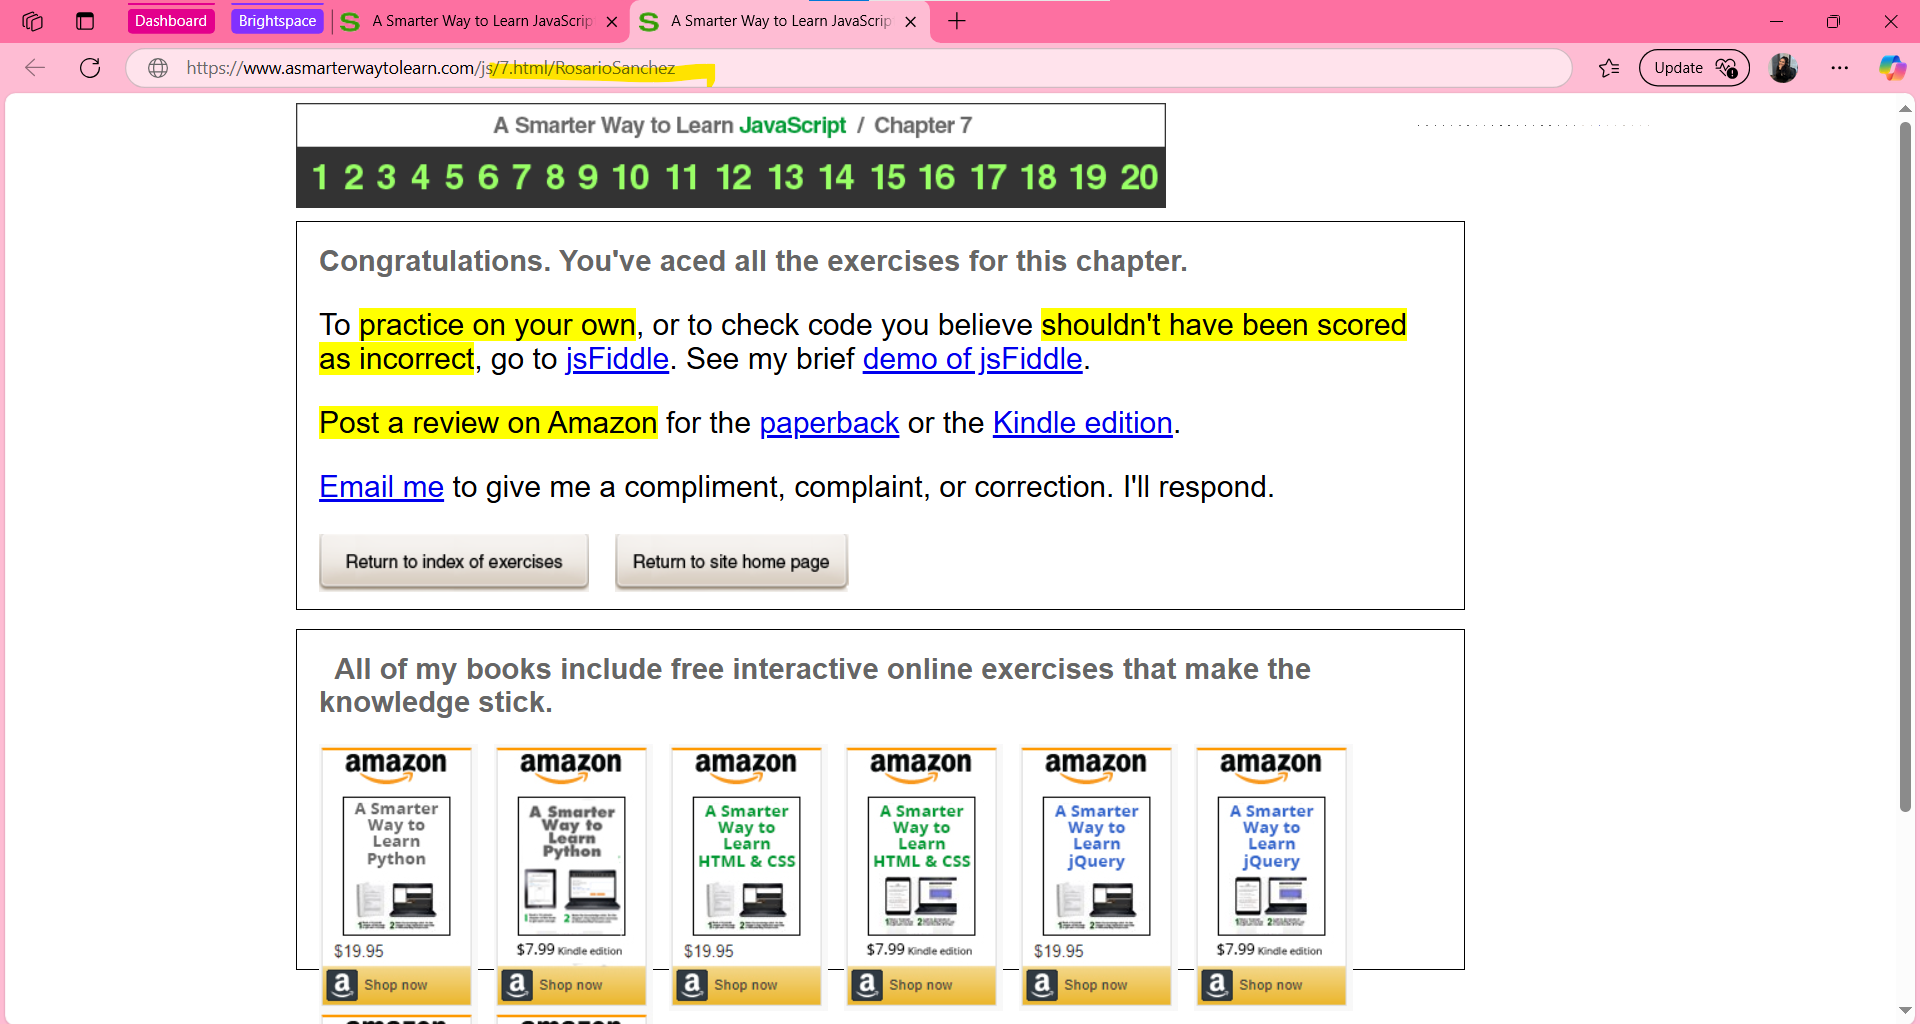 Dashboard
Brightspace
A Smarter Way to Learn JavaScrip
A Smarter Way to Learn JavaScrip
https://www.asmarterwaytolearn.com/js/7.html/RosarioSanchez
Update
A Smarter Way to Learn JavaScript / Chapter 7
1 2 3 4 5 6 7 8 9 10 11 12 13 14 15 16 17 18 19 20
Congratulations. You've aced all the exercises for this chapter.
To practice on your own, or to check code you believe shouldn't have been scored
as incorrect, go to jsFiddle. See my brief demo of jsFiddle.
Post a review on Amazon for the paperback or the Kindle edition.
Email me to give me a compliment, complaint, or correction. I'll respond.
Return to index of exercises
Return to site home page
All of my books include free interactive online exercises that make the
knowledge stick.
amazon
A Smarter
Way to
Learn
Python
$19.95
Shop now
amazon
A Smarter
Way to
Learn
Python
$7.99 Kindle edition
Shop now
amazon
A Smarter
Way to
Learn
HTML & CSS
$19.95
Shop now
amazon
A Smarter
Way to
Learn
HTML & CSS
$7.99 Kindle edition
Shop now
amazon
A Smarter
Way to
Learn
jQuery
$19.95
Shop now
amazon
A Smarter
Way to
Learn
jQuery
$7.99 Kindle edition
Shop now
amazon
amazon